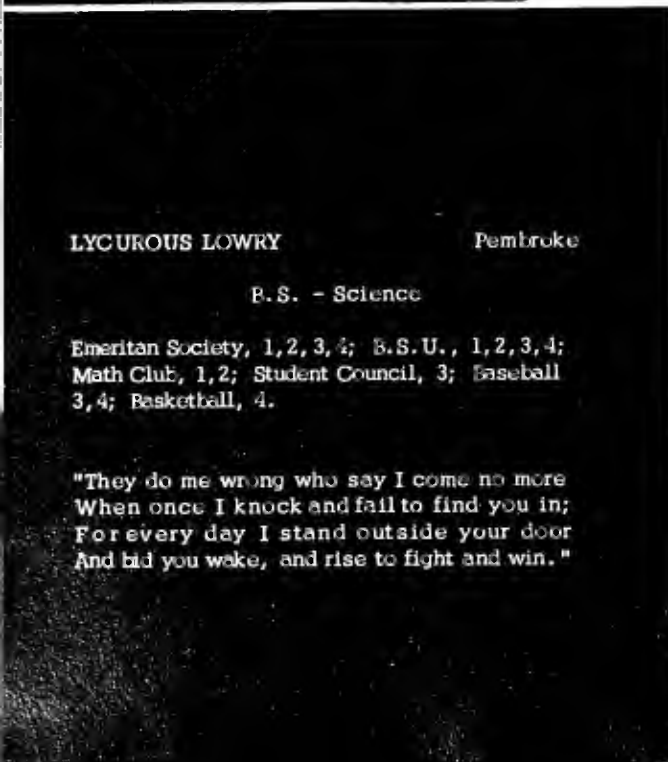 LYCUROUS LOWRY Pembroke
B.S. - Science
Emeritan Society, 1,2,3,4; B.S.U., 1,2,3,4;
Math Club, 1,2; Student Council, 3; Baseball
3,4; Basketball, 4.
"They do me wrong who say I come no more
When once I knock and fail to find you in;
For every day I stand outside your door
And bid you wake, and rise to fight and win."